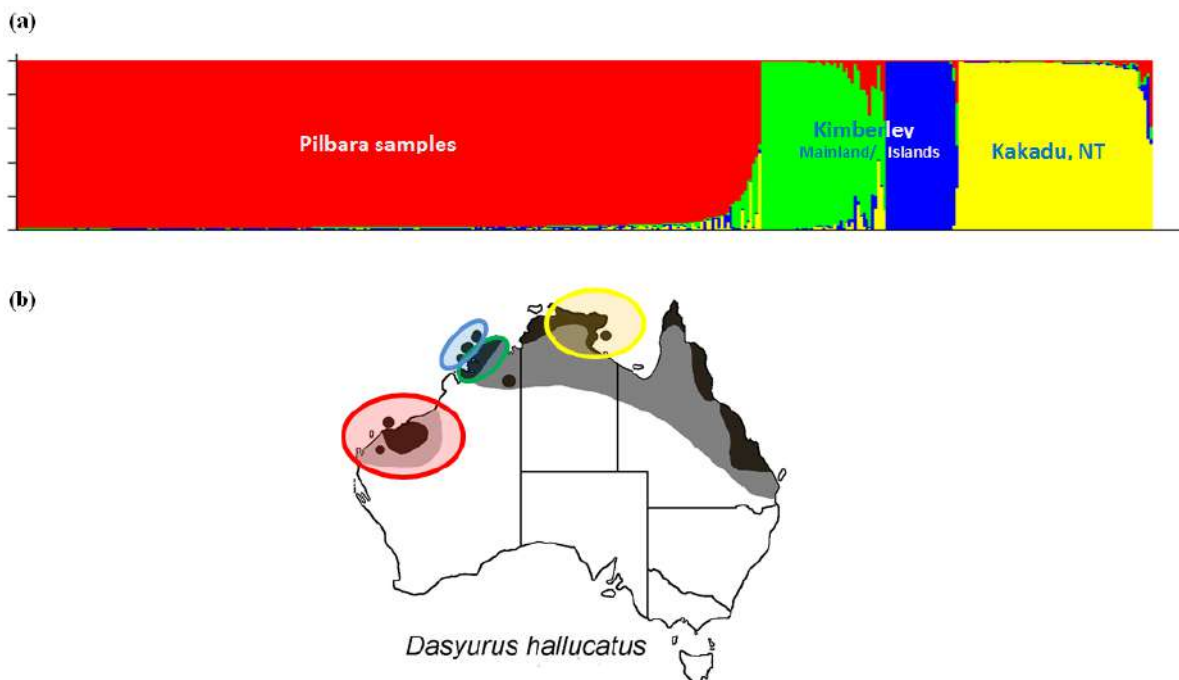 (a)
Pilbara samples
Kimberley
Mainland/ Islands
Kakadu, NT
(b)
Dasyurus hallucatus